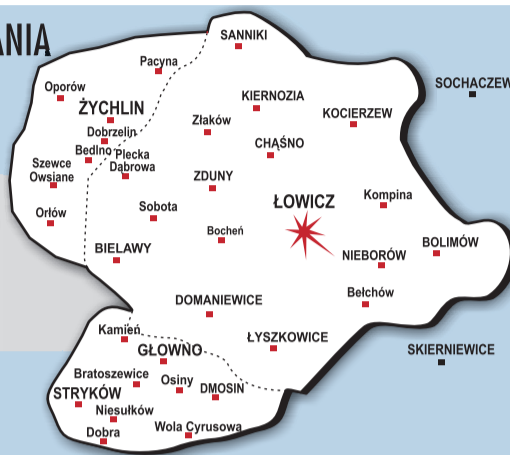 ANIA
SANNIKI
Pacyna
Oporów
SOCHACZEW
KIERNOZIA
ŻYCHLIN
KOCIERZEW
Złaków
Dobrzelin
CHĄŚNO
Bedlno
Plecka
Dąbrowa
Szewce
Owsiane
ZDUNY
Kompina
ŁOWICZ
Orłów
Sobota
Bocheń
BOLIMÓW
BIELAWY
NIEBORÓW
Bełchów
DOMANIEWICE
Kamień
ŁYSZKOWICE
GŁOWNO
SKIERNIEWICE
Bratoszewice
Osiny
DMOSIN
STRYKÓW
Niesułków
Wola Cyrusowa
Dobra